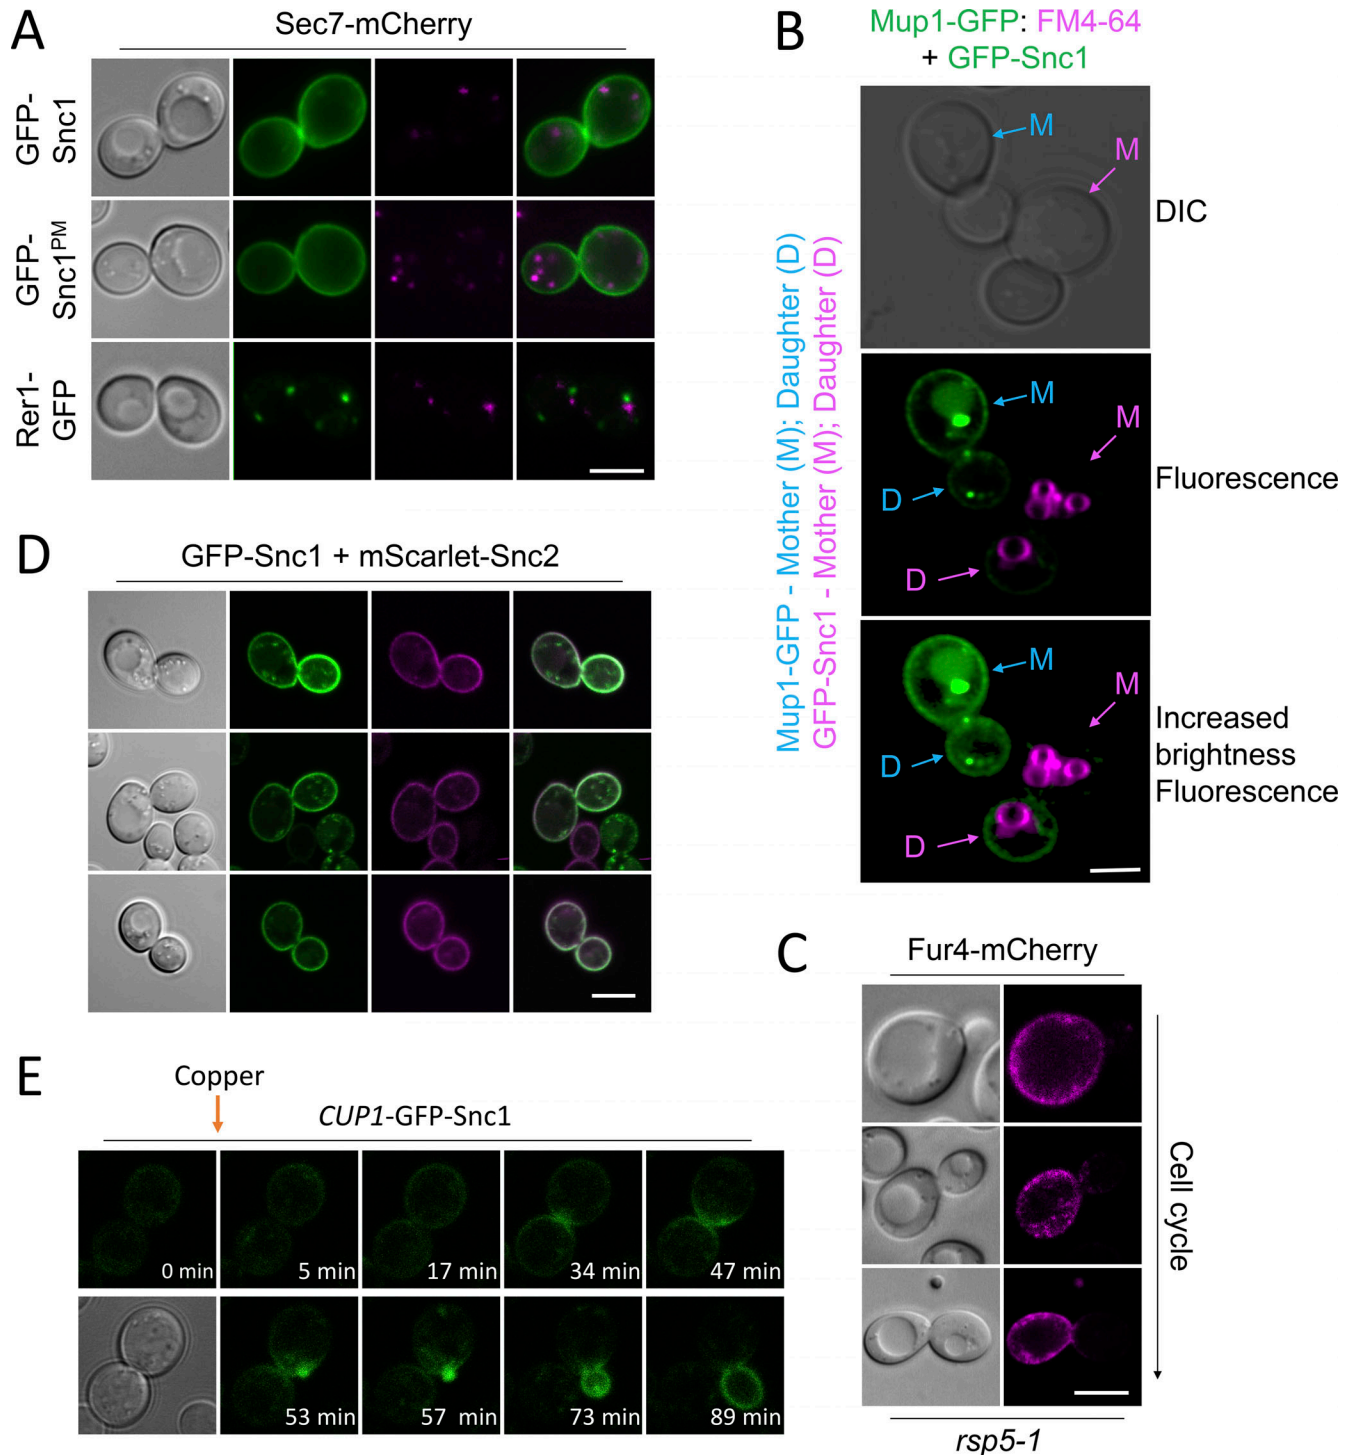 A
Sec7-mCherry
GFP-
Snc1
GFP-
Snc1PM
Rer1-
GFP
B
Mup1-GFP: FM4-64
+ GFP-Snc1
Mup1-GFP - Mother (M); Daughter (D)
GFP-Snc1 - Mother (M); Daughter (D)
M
M
DIC
M
M
D
D
Fluorescence
M
M
D
D
Increased
brightness
Fluorescence
C
Fur4-mCherry
Cell cycle
rsp5-1
D
GFP-Snc1 + mScarlet-Snc2
E
Copper
CUP1-GFP-Snc1
0 min
5 min
17 min
34 min
47 min
53 min
57 min
73 min
89 min